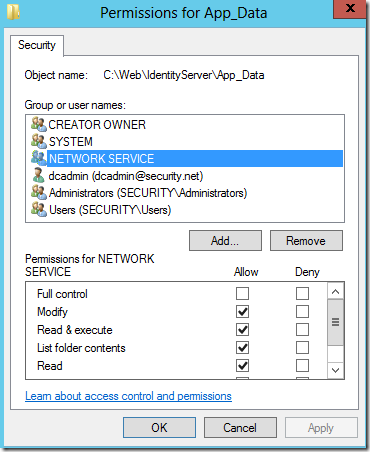 Permissions for App_Data
X
Security
Object name: C:\Web\IdentityServer\App_Data
Group or user names:
CREATOR OWNER
SYSTEM
NETWORK SERVICE
dcadmin (dcadmin@security.net)
Administrators (SECURITY\Administrators)
Users (SECURITY\Users)
Add... Remove
Permissions for NETWORK
SERVICE Allow Deny
Full control
Modify
Read & execute
List folder contents
Read
Learn about access control and permissions
OK Cancel Apply